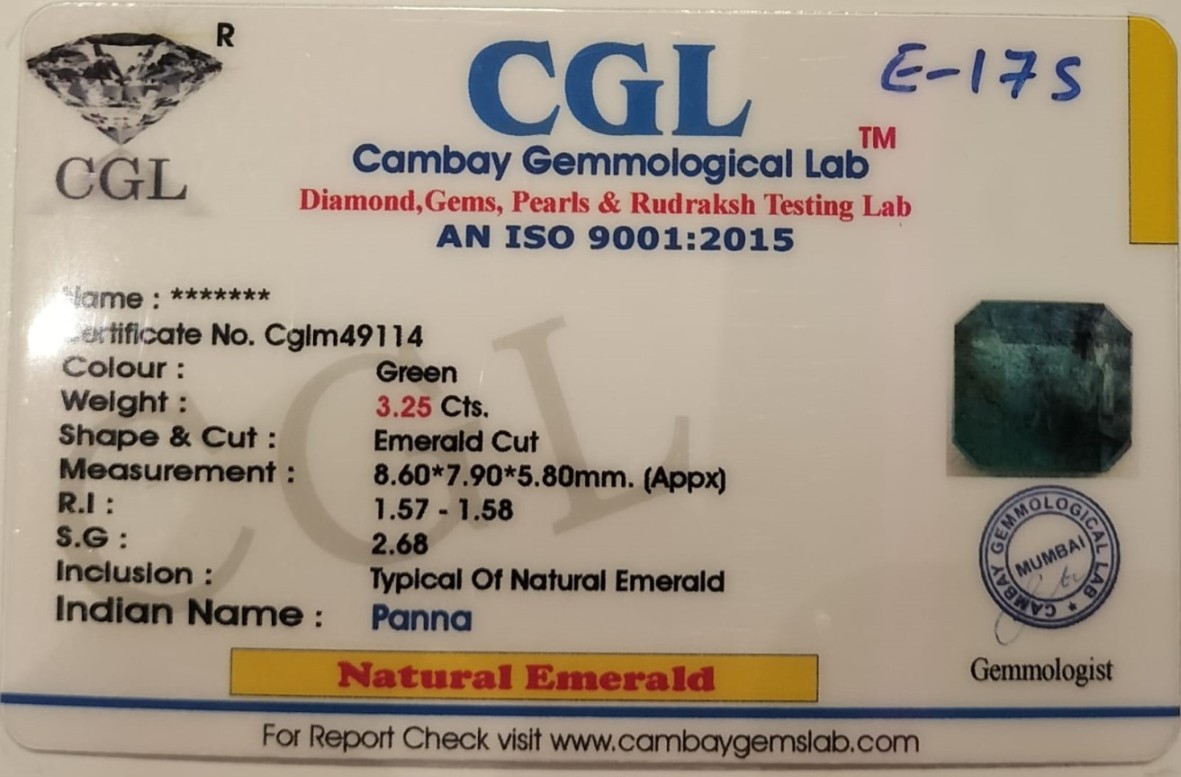 R
CGL
CGL
E-175
Cambay Gemmological Lab TM
Diamond,Gems, Pearls & Rudraksh Testing Lab
AN ISO 9001:2015
Name : *******
Certificate No. Cglm49114
Colour : Green
Weight : 3.25 Cts.
Shape & Cut : Emerald Cut
Measurement : 8.60*7.90*5.80mm. (Appx)
R.I : 1.57 - 1.58
S.G : 2.68
Inclusion : Typical Of Natural Emerald
Indian Name : Panna
CGL
CAMBAY GEMMOLOGICAL LAB
MUMBAI
Gemmologist
Natural Emerald
For Report Check visit www.cambaygemslab.com